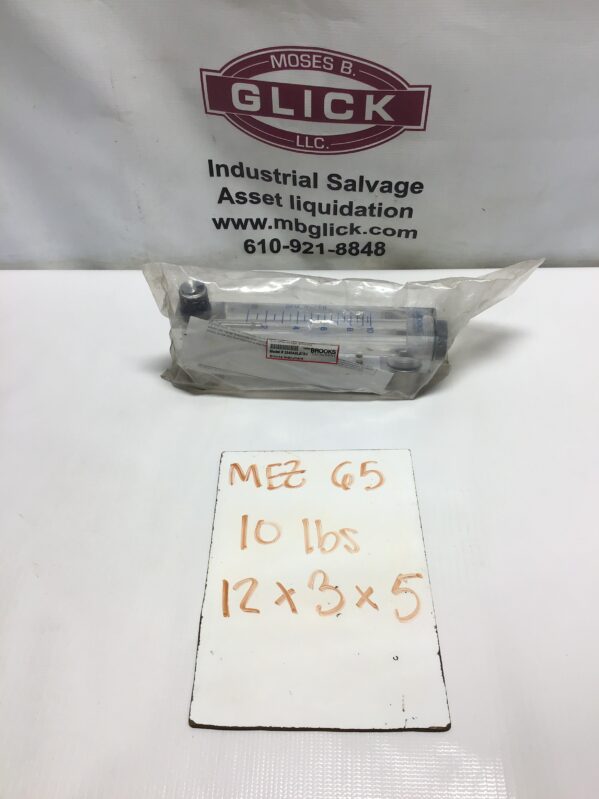 MOSES B.
GLICK
LLC.
Industrial Salvage
Asset liquidation
www.mbglick.com
610-921-8848
BROOKS
Model #
MEZ 65
10 lbs
12 x 3 x 5